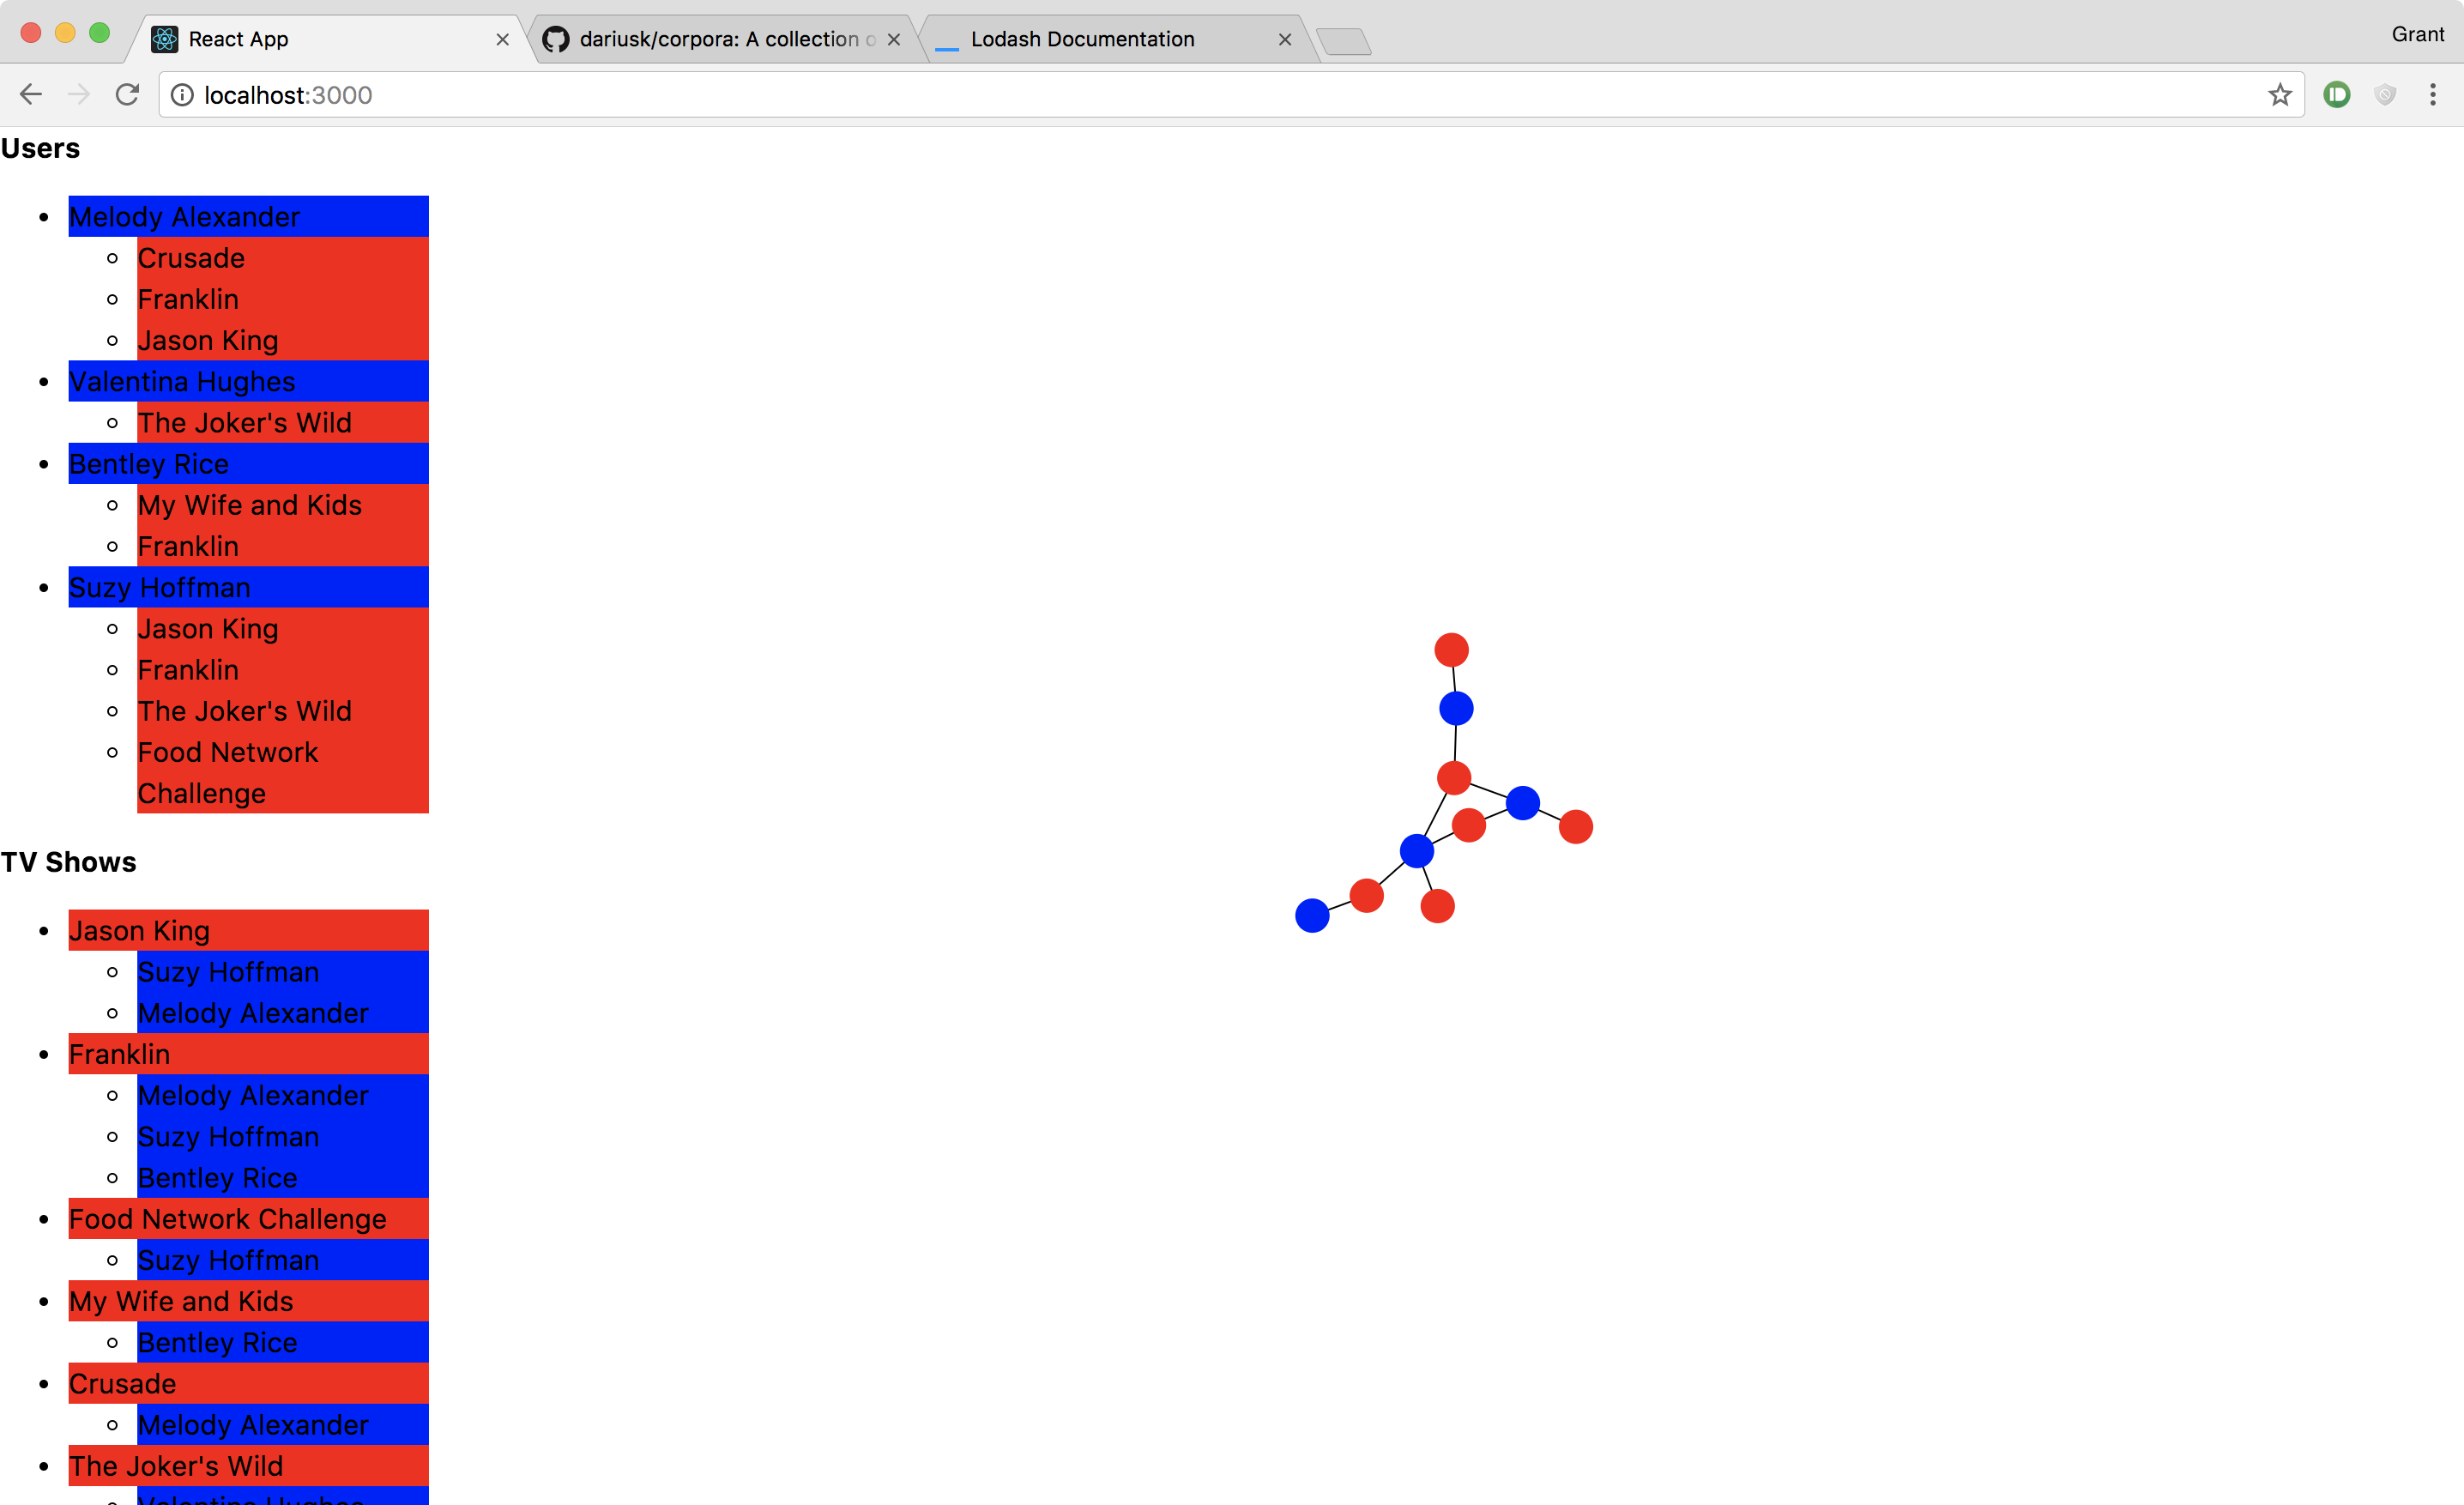 React App
dariusk/corpora: A collection o
Lodash Documentation
Grant
localhost:3000
Users
Melody Alexander
Crusade
Franklin
Jason King
Valentina Hughes
The Joker's Wild
Bentley Rice
My Wife and Kids
Franklin
Suzy Hoffman
Jason King
Franklin
The Joker's Wild
Food Network
Challenge
TV Shows
Jason King
Suzy Hoffman
Melody Alexander
Franklin
Melody Alexander
Suzy Hoffman
Bentley Rice
Food Network Challenge
Suzy Hoffman
My Wife and Kids
Bentley Rice
Crusade
Melody Alexander
The Joker's Wild
Valentina Hughes